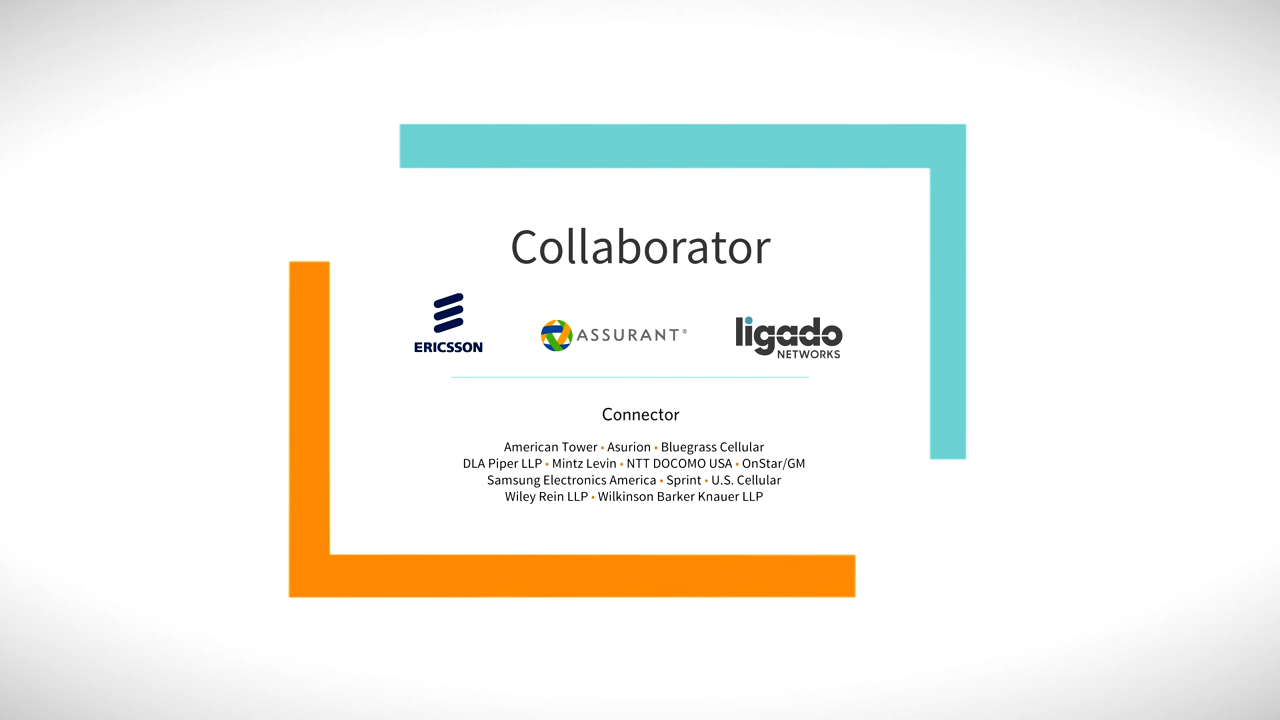 Collaborator
ERICSSON
ASSURANT®
ligado
NETWORKS
Connector
American Tower • Asurion • Bluegrass Cellular
DLA Piper LLP • Mintz Levin • NTT DOCOMO USA • OnStar/GM
Samsung Electronics America • Sprint • U.S. Cellular
Wiley Rein LLP • Wilkinson Barker Knauer LLP